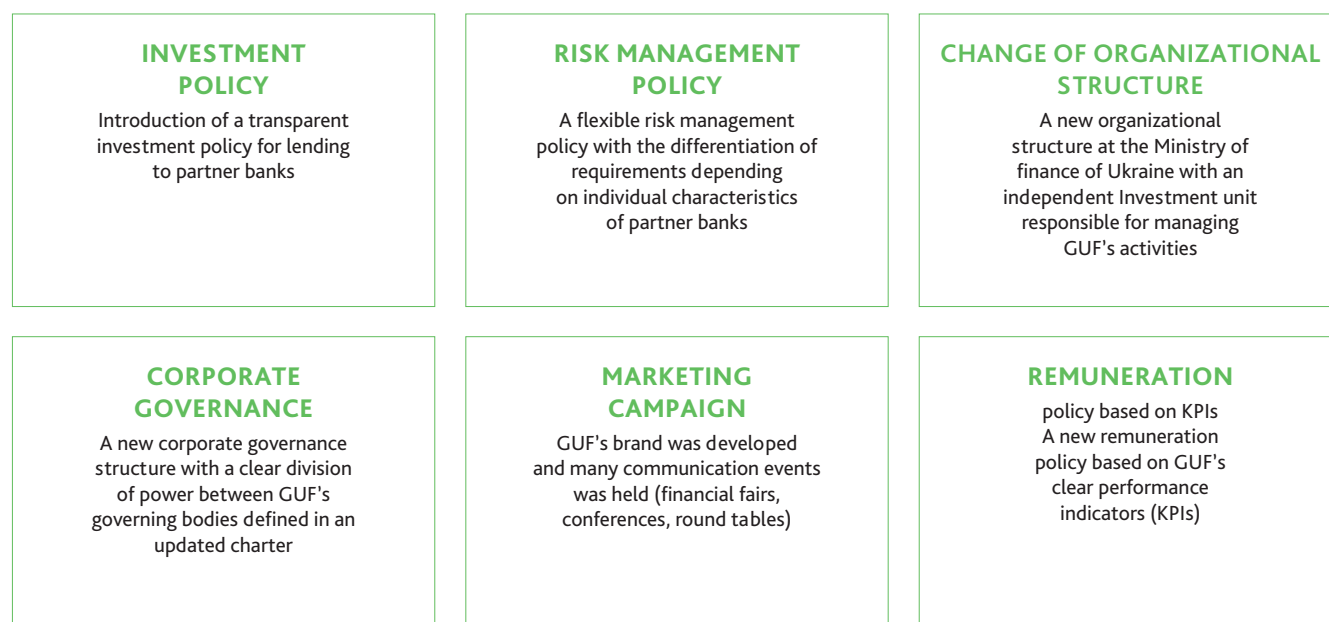 INVESTMENT
POLICY
Introduction of a transparent
investment policy for lending
to partner banks
RISK MANAGEMENT
POLICY
A flexible risk management
policy with the differentiation of
requirements depending
on individual characteristics
of partner banks
CHANGE OF ORGANIZATIONAL
STRUCTURE
A new organizational
structure at the Ministry of
finance of Ukraine with an
independent Investment unit
responsible for managing
GUF's activities
CORPORATE
GOVERNANCE
A new corporate governance
structure with a clear division
of power between GUF's
governing bodies defined in an
updated charter
MARKETING
CAMPAIGN
GUF's brand was developed
and many communication events
was held (financial fairs,
conferences, round tables)
REMUNERATION
policy based on KPIs
A new remuneration
policy based on GUF's
clear performance
indicators (KPIs)